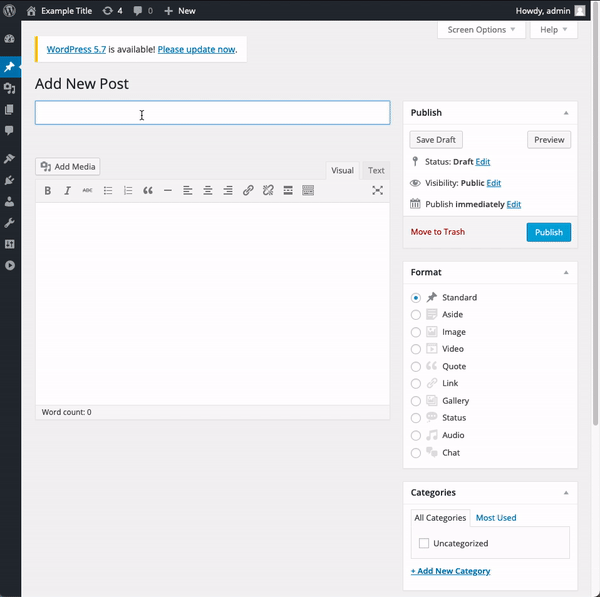 Example Title 4 0 New Howdy, admin
Screen Options Help
WordPress 5.7 is available! Please update now.
Add New Post
Add Media
Visual Text
B I ABC
Word count: 0
Publish
Save Draft Preview
Status: Draft Edit
Visibility: Public Edit
Publish immediately Edit
Move to Trash Publish
Format
Standard
Aside
Image
Video
Quote
Link
Gallery
Status
Audio
Chat
Categories
All Categories Most Used
Uncategorized
+ Add New Category